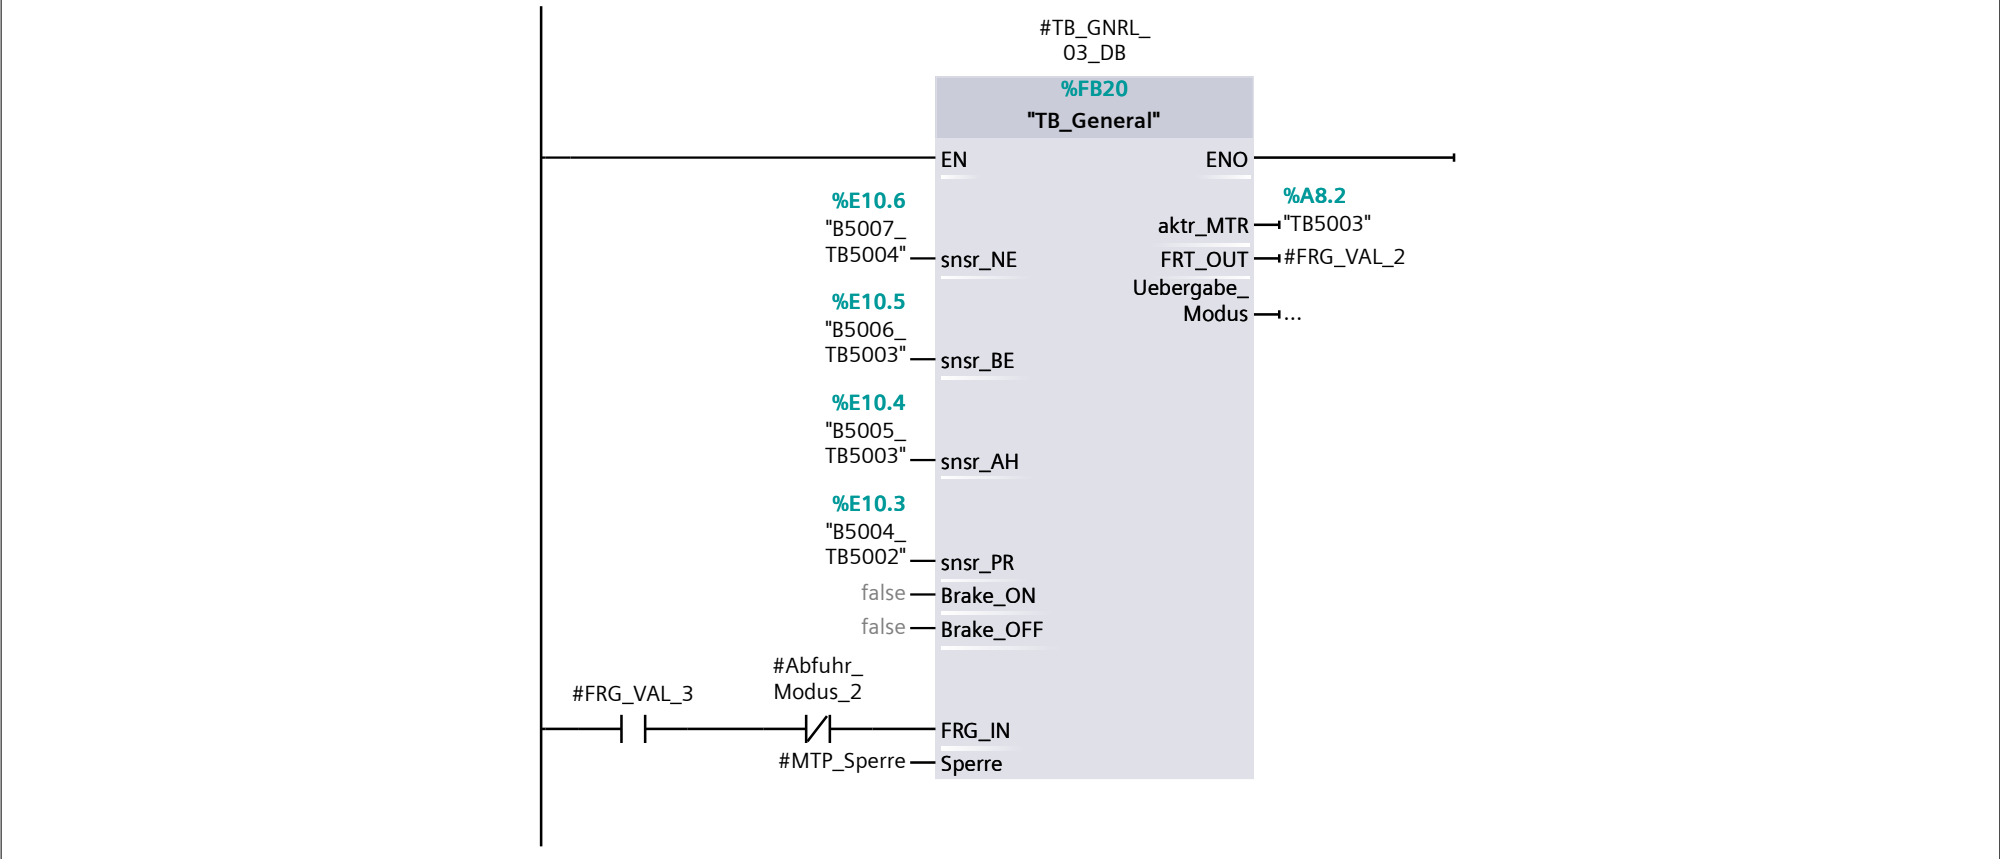 #TB_GNRL_
03_DB
%FB20
"TB_General"
EN
ENO
%E10.6
"B5007_
TB5004"
snsr_NE
%A8.2
aktr_MTR
"TB5003"
FRT_OUT
#FRG_VAL_2
Uebergabe_
Modus
...
%E10.5
"B5006_
TB5003"
snsr_BE
%E10.4
"B5005_
TB5003"
snsr_AH
%E10.3
"B5004_
TB5002"
snsr_PR
false
Brake_ON
false
Brake_OFF
#FRG_VAL_3
#Abfuhr_
Modus_2
FRG_IN
#MTP_Sperre
Sperre